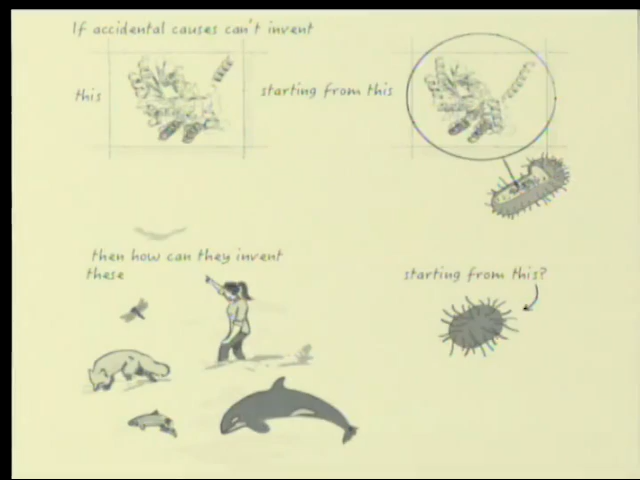 If accidental causes can't invent
this
starting from this
then how can they invent
these
starting from this?